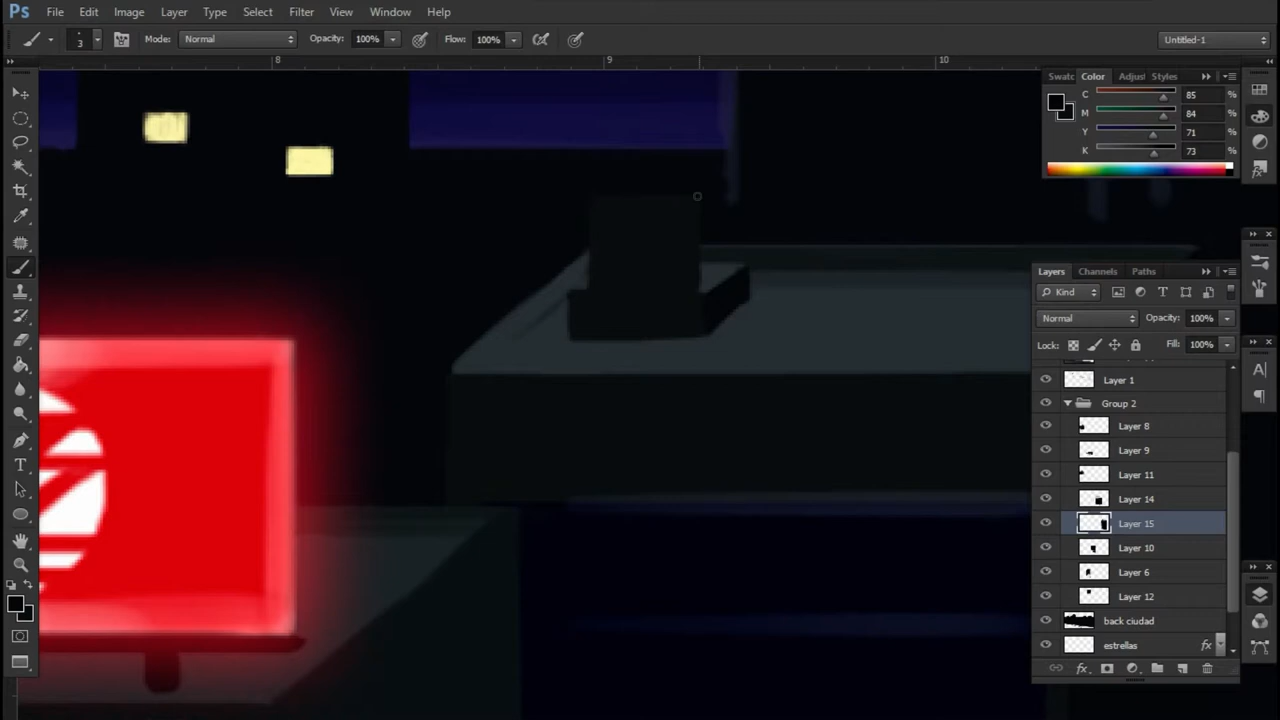 Ps File Edit Image Layer Type Select Filter View Window Help
3 Mode: Normal Opacity: 100% Flow: 100% Untitled-1
8 9 10
Swatc Color Adjus Styles
C 85 %
M 84 %
Y 71 %
K 73 %
Layers Channels Paths
Kind
Normal Opacity: 100%
Lock: Fill: 100%
Layer 1
Group 2
Layer 8
Layer 9
Layer 11
Layer 14
Layer 15
Layer 10
Layer 6
Layer 12
back ciudad
estrellas fx